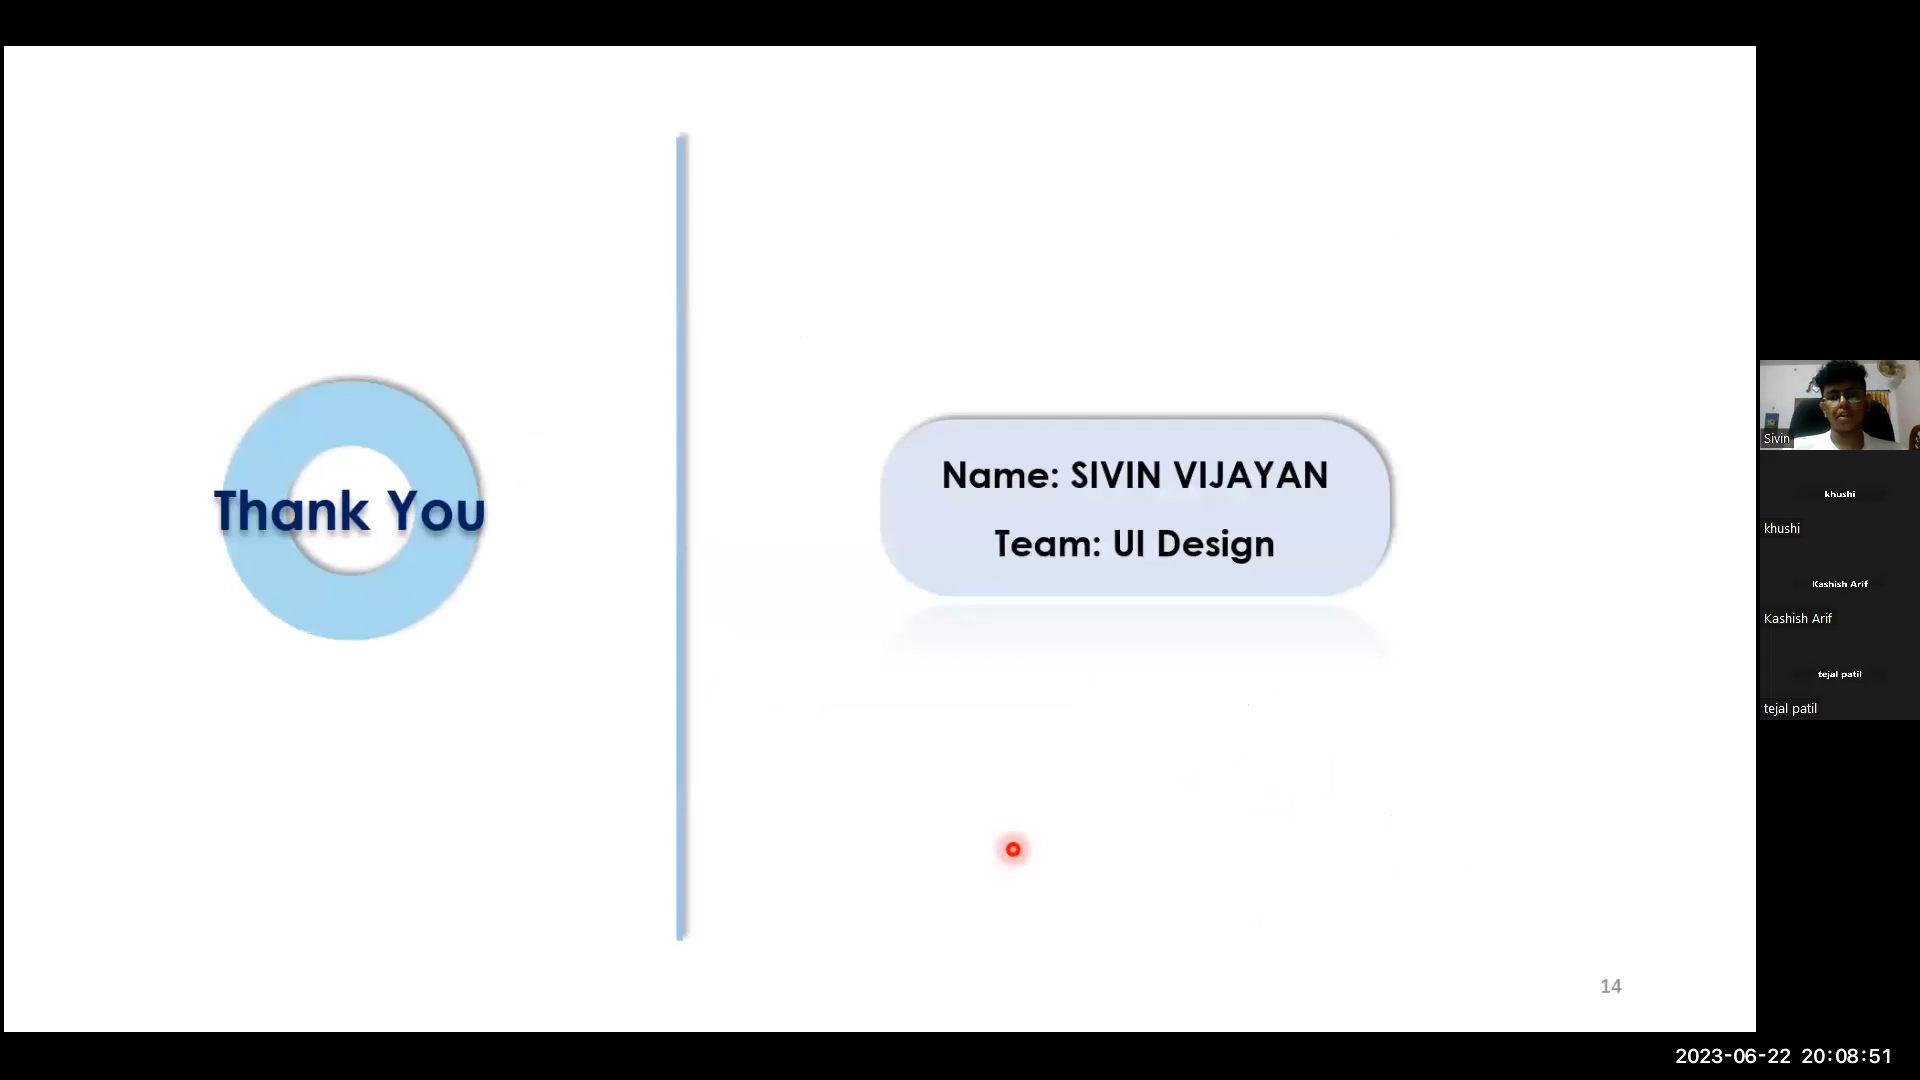 Thank You
Name: SIVIN VIJAYAN
Team: UI Design
14
Sivin
khushi
khushi
Kashish Arif
Kashish Arif
tejal patil
tejal patil
2023-06-22 20:08:51